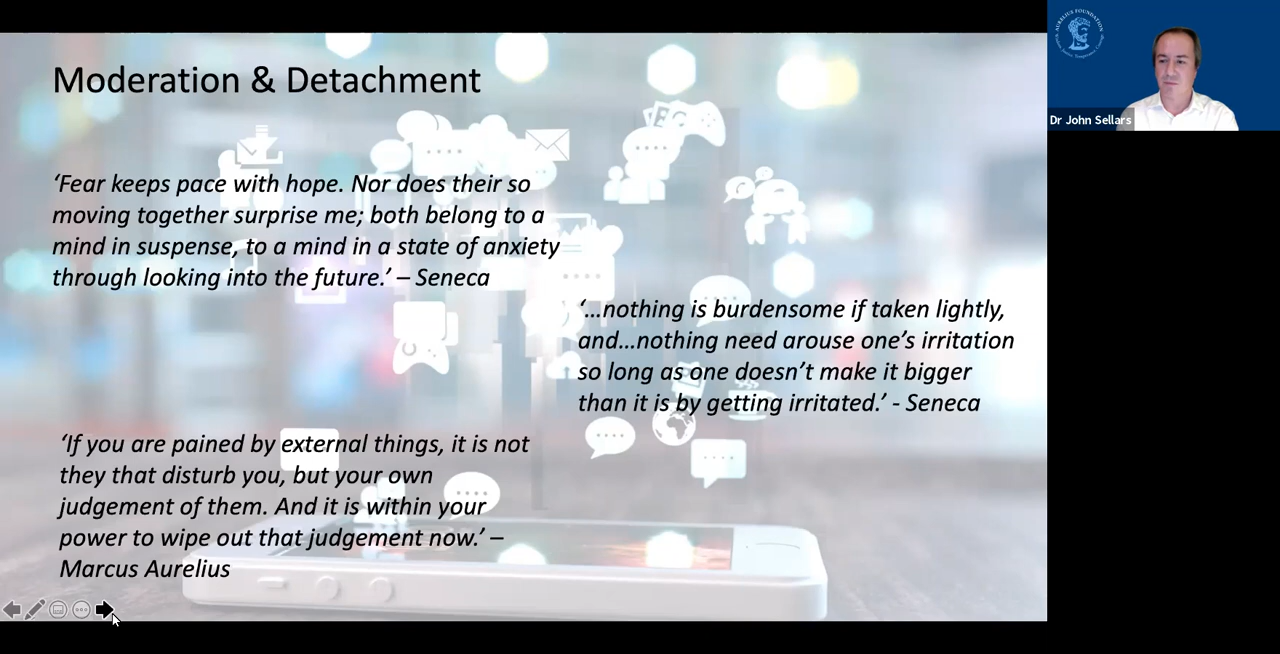 Moderation & Detachment
‘Fear keeps pace with hope. Nor does their so
moving together surprise me; both belong to a
mind in suspense, to a mind in a state of anxiety
through looking into the future.’ – Seneca
‘…nothing is burdensome if taken lightly,
and…nothing need arouse one’s irritation
so long as one doesn’t make it bigger
than it is by getting irritated.’ - Seneca
‘If you are pained by external things, it is not
they that disturb you, but your own
judgement of them. And it is within your
power to wipe out that judgement now.’ –
Marcus Aurelius
AURELIUS FOUNDATION
Dr John Sellars